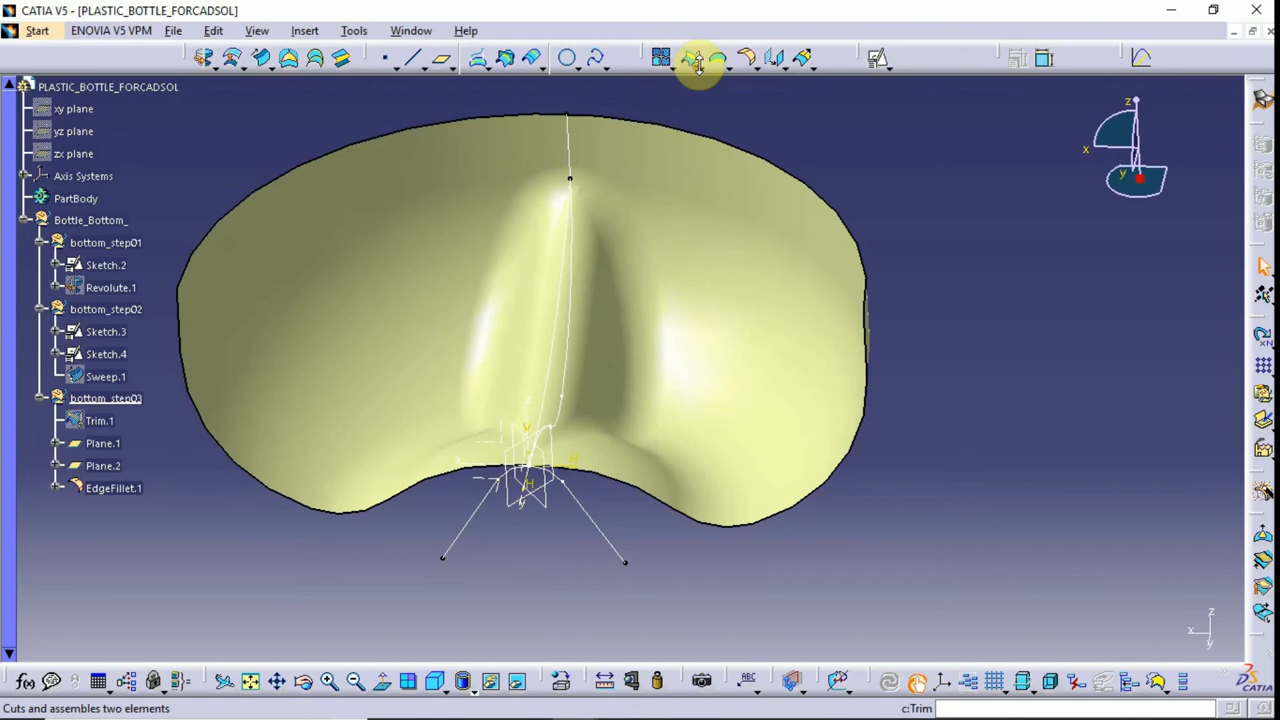 CATIA V5 - [PLASTIC_BOTTLE_FORCADSOL]
Start ENOVIA V5 VPM File Edit View Insert Tools Window Help
PLASTIC_BOTTLE_FORCADSOL
xy plane
yz plane
zx plane
Axis Systems
PartBody
Bottle_Bottom_
bottom_step01
Sketch.2
Revolute.1
bottom_step02
Sketch.3
Sketch.4
Sweep.1
bottom_step03
Trim.1
Plane.1
Plane.2
EdgeFillet.1
z
x
y
V
H
H
y
z
x
y
f(x)
ABC
CATIA
Cuts and assembles two elements c:Trim